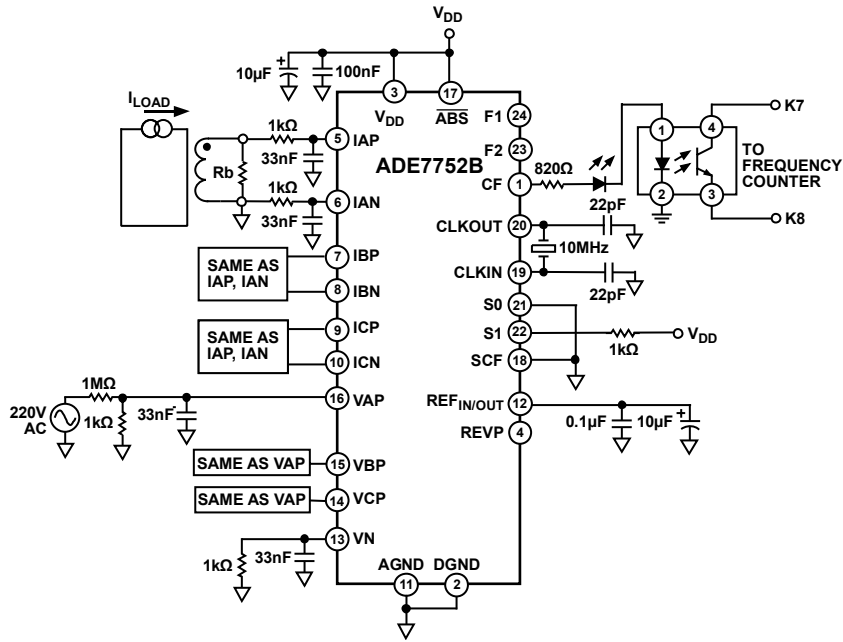 VDD
10µF
+
100nF
3
VDD
17
ABS
ILOAD
1kΩ
5
IAP
33nF
Rb
1kΩ
6
IAN
33nF
ADE7752B
F1
24
F2
23
CF
1
820Ω
1
4
2
3
K7
TO
FREQUENCY
COUNTER
K8
CLKOUT
20
22pF
10MHz
CLKIN
19
22pF
7
IBP
SAME AS
IAP, IAN
8
IBN
S0
21
S1
22
1kΩ
VDD
SCF
18
9
ICP
SAME AS
IAP, IAN
10
ICN
220V
AC
1MΩ
1kΩ
33nF
16
VAP
REFIN/OUT
12
0.1µF
10µF
+
REVP
4
SAME AS VAP
15
VBP
SAME AS VAP
14
VCP
13
VN
1kΩ
33nF
AGND
11
DGND
2